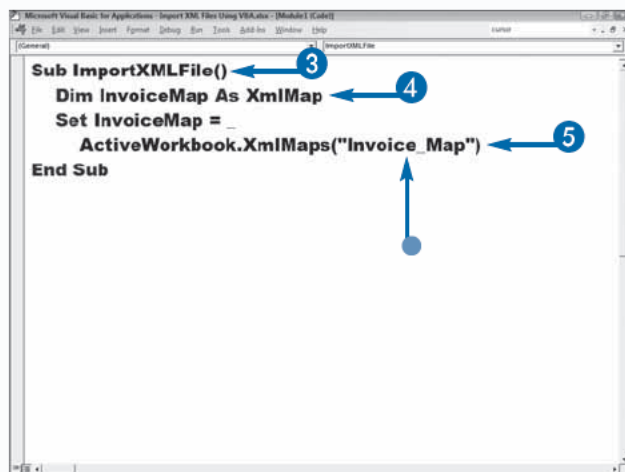 Microsoft Visual Basic for Applications - Import XML Files Using VBA.xlsx - [Module1 (Code)]
File Edit View Insert Format Debug Run Tools Add-Ins Window Help
(General) ImportXMLFile
Sub ImportXMLFile() 3
Dim InvoiceMap As XmlMap 4
Set InvoiceMap = _
ActiveWorkbook.XmlMaps("Invoice_Map") 5
End Sub